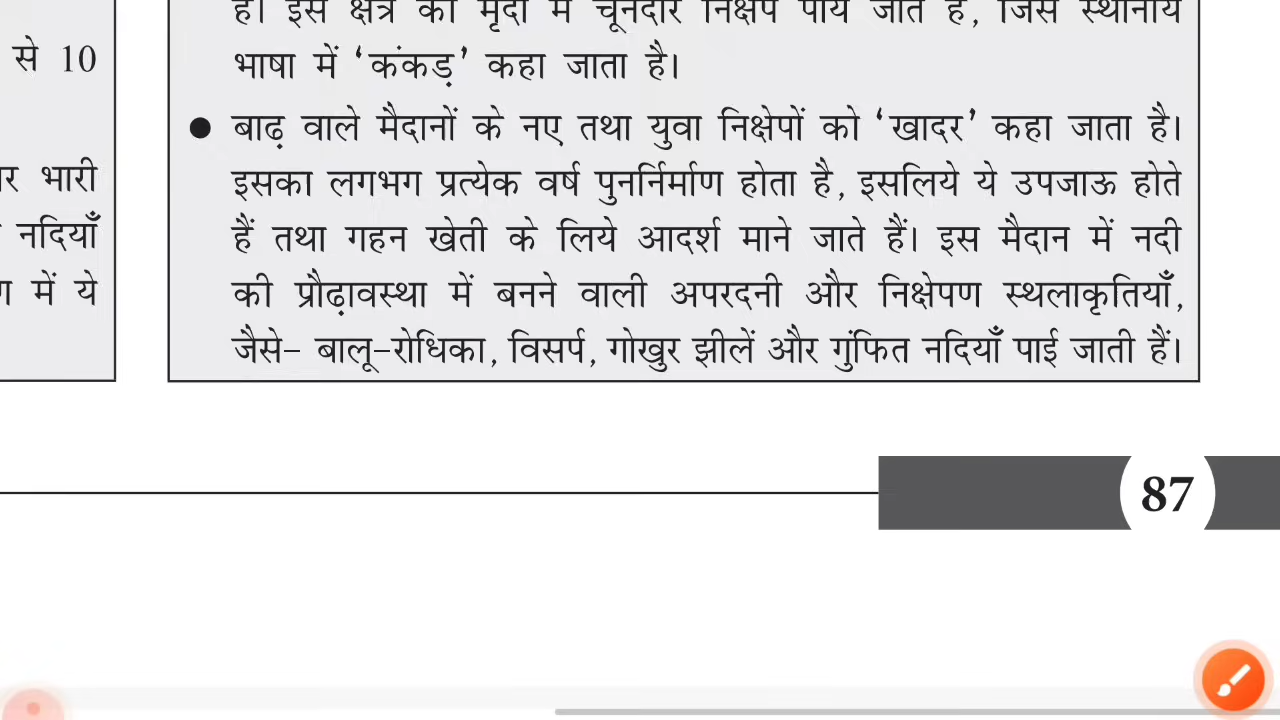 से 10
र भारी
नदियाँ
में ये
है। इस क्षेत्र की मृदा में चूनेदार निक्षेप पाये जाते हैं, जिसे स्थानीय
भाषा में ‘कंकड़’ कहा जाता है।
● बाढ़ वाले मैदानों के नए तथा युवा निक्षेपों को ‘खादर’ कहा जाता है।
इसका लगभग प्रत्येक वर्ष पुनर्निर्माण होता है, इसलिये ये उपजाऊ होते
हैं तथा गहन खेती के लिये आदर्श माने जाते हैं। इस मैदान में नदी
की प्रौढ़ावस्था में बनने वाली अपरदनी और निक्षेपण स्थलाकृतियाँ,
जैसे– बालू-रोधिका, विसर्प, गोखुर झीलें और गुंफित नदियाँ पाई जाती हैं।
87